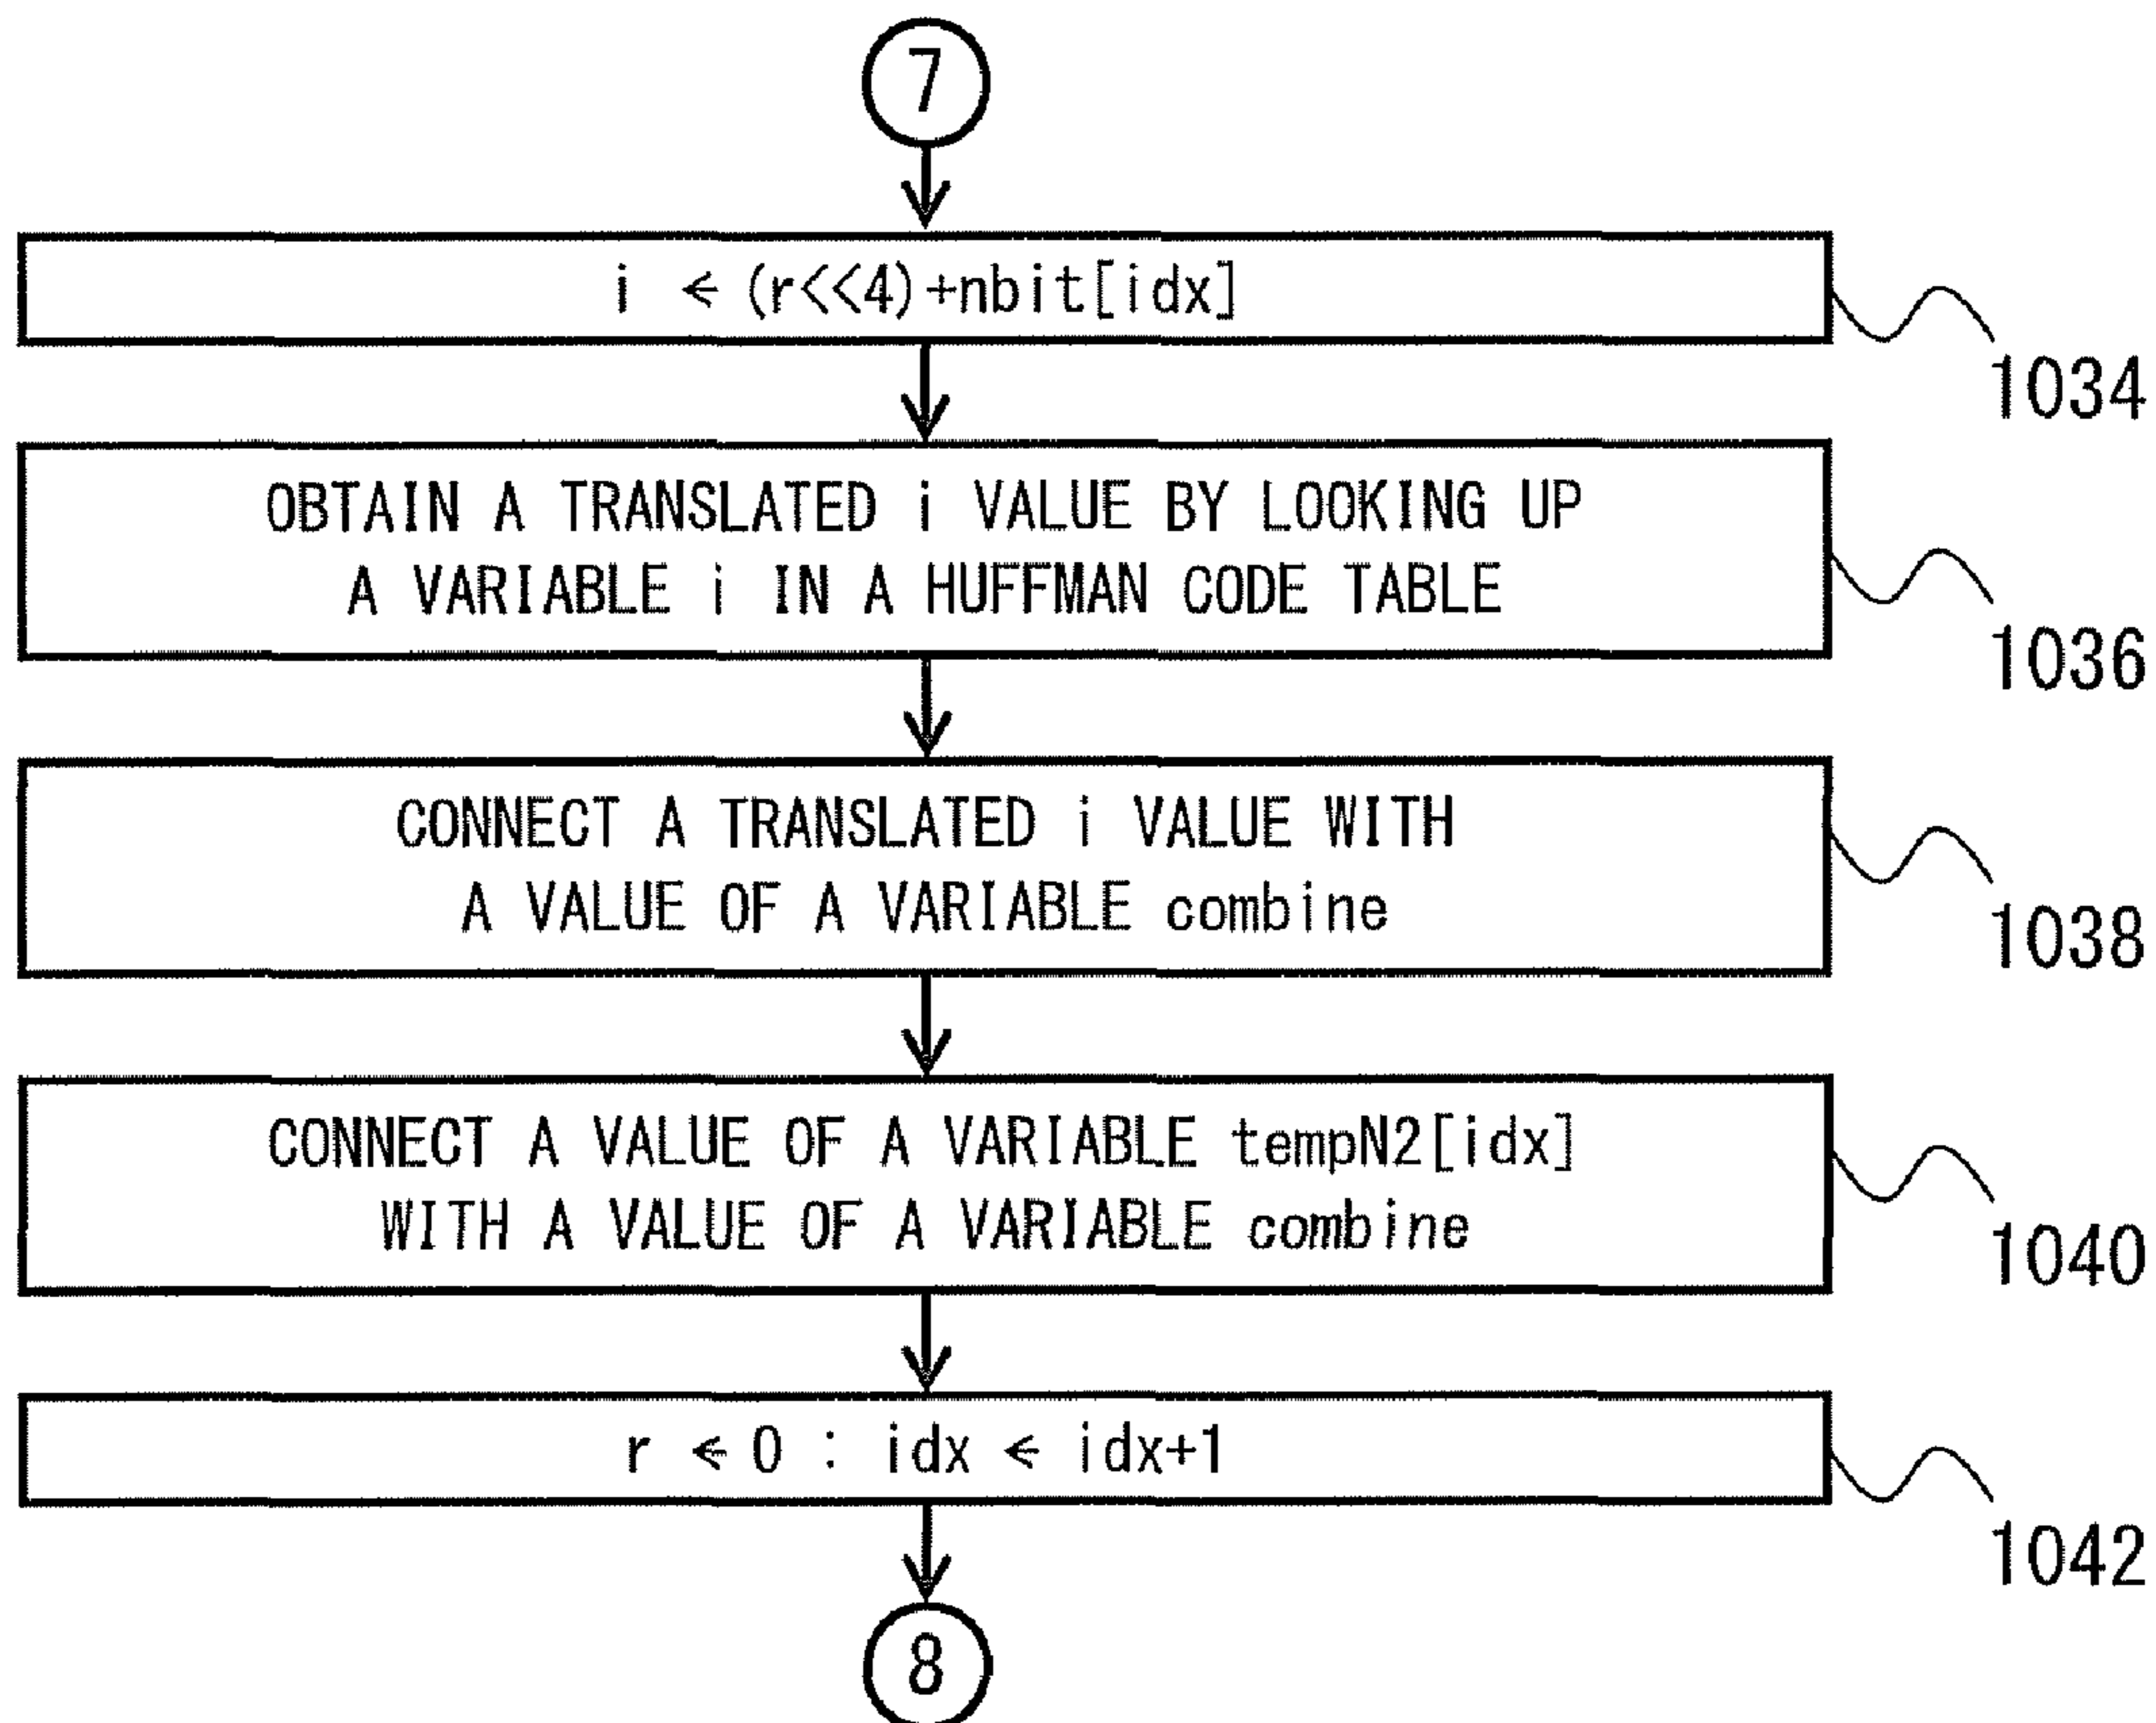 7
i ← (r<<4)+nbit[idx]
1034
OBTAIN A TRANSLATED i VALUE BY LOOKING UP
A VARIABLE i IN A HUFFMAN CODE TABLE
1036
CONNECT A TRANSLATED i VALUE WITH
A VALUE OF A VARIABLE combine
1038
CONNECT A VALUE OF A VARIABLE tempN2[idx]
WITH A VALUE OF A VARIABLE combine
1040
r ← 0 : idx ← idx+1
1042
8